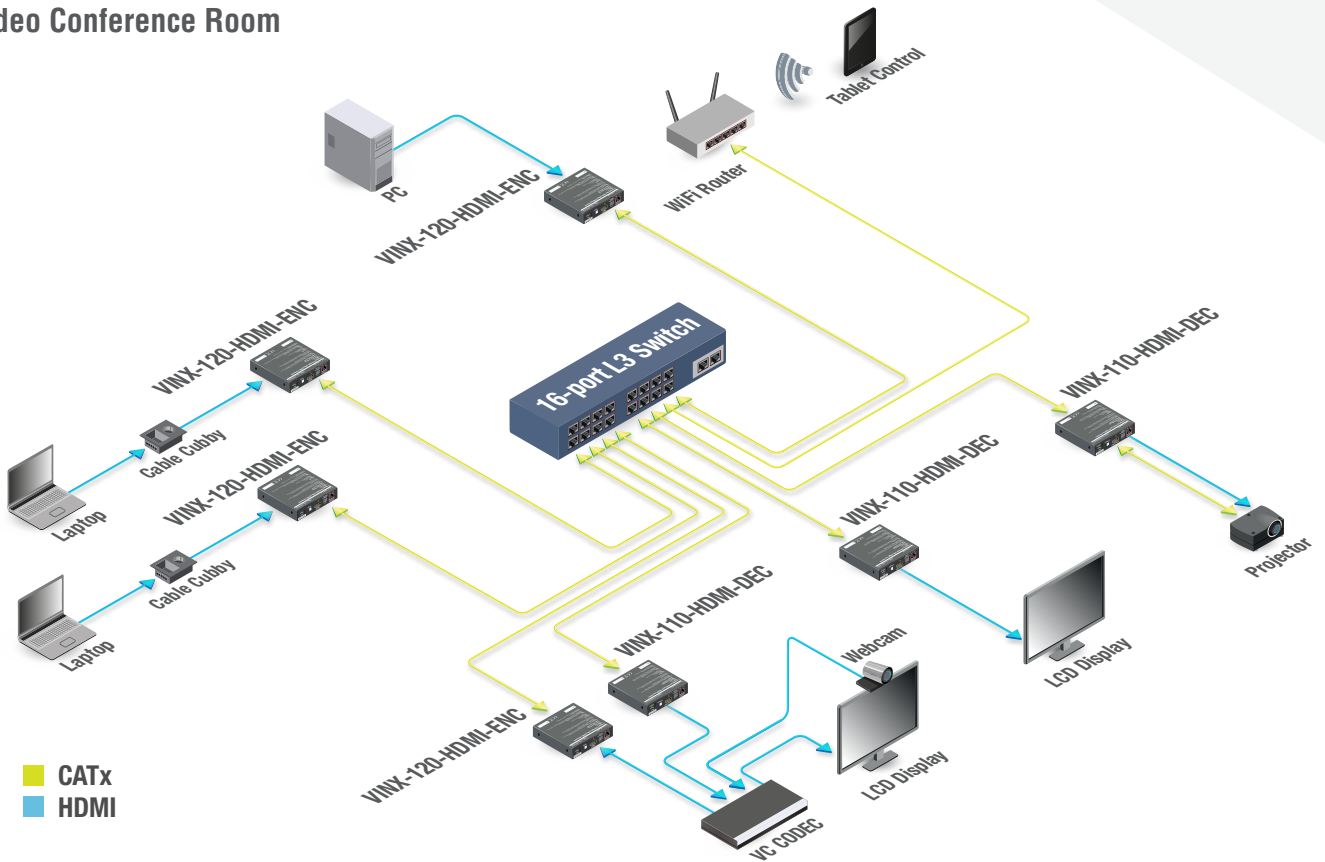 deo Conference Room
Tablet Control
WiFi Router
PC
VINX-120-HDMI-ENC
VINX-120-HDMI-ENC
16-port L3 Switch
VINX-110-HDMI-DEC
Cable Cubby
Laptop
VINX-120-HDMI-ENC
VINX-110-HDMI-DEC
Projector
Cable Cubby
Laptop
VINX-110-HDMI-DEC
Webcam
LCD Display
VINX-120-HDMI-ENC
LCD Display
VC CODEC
CATx
HDMI